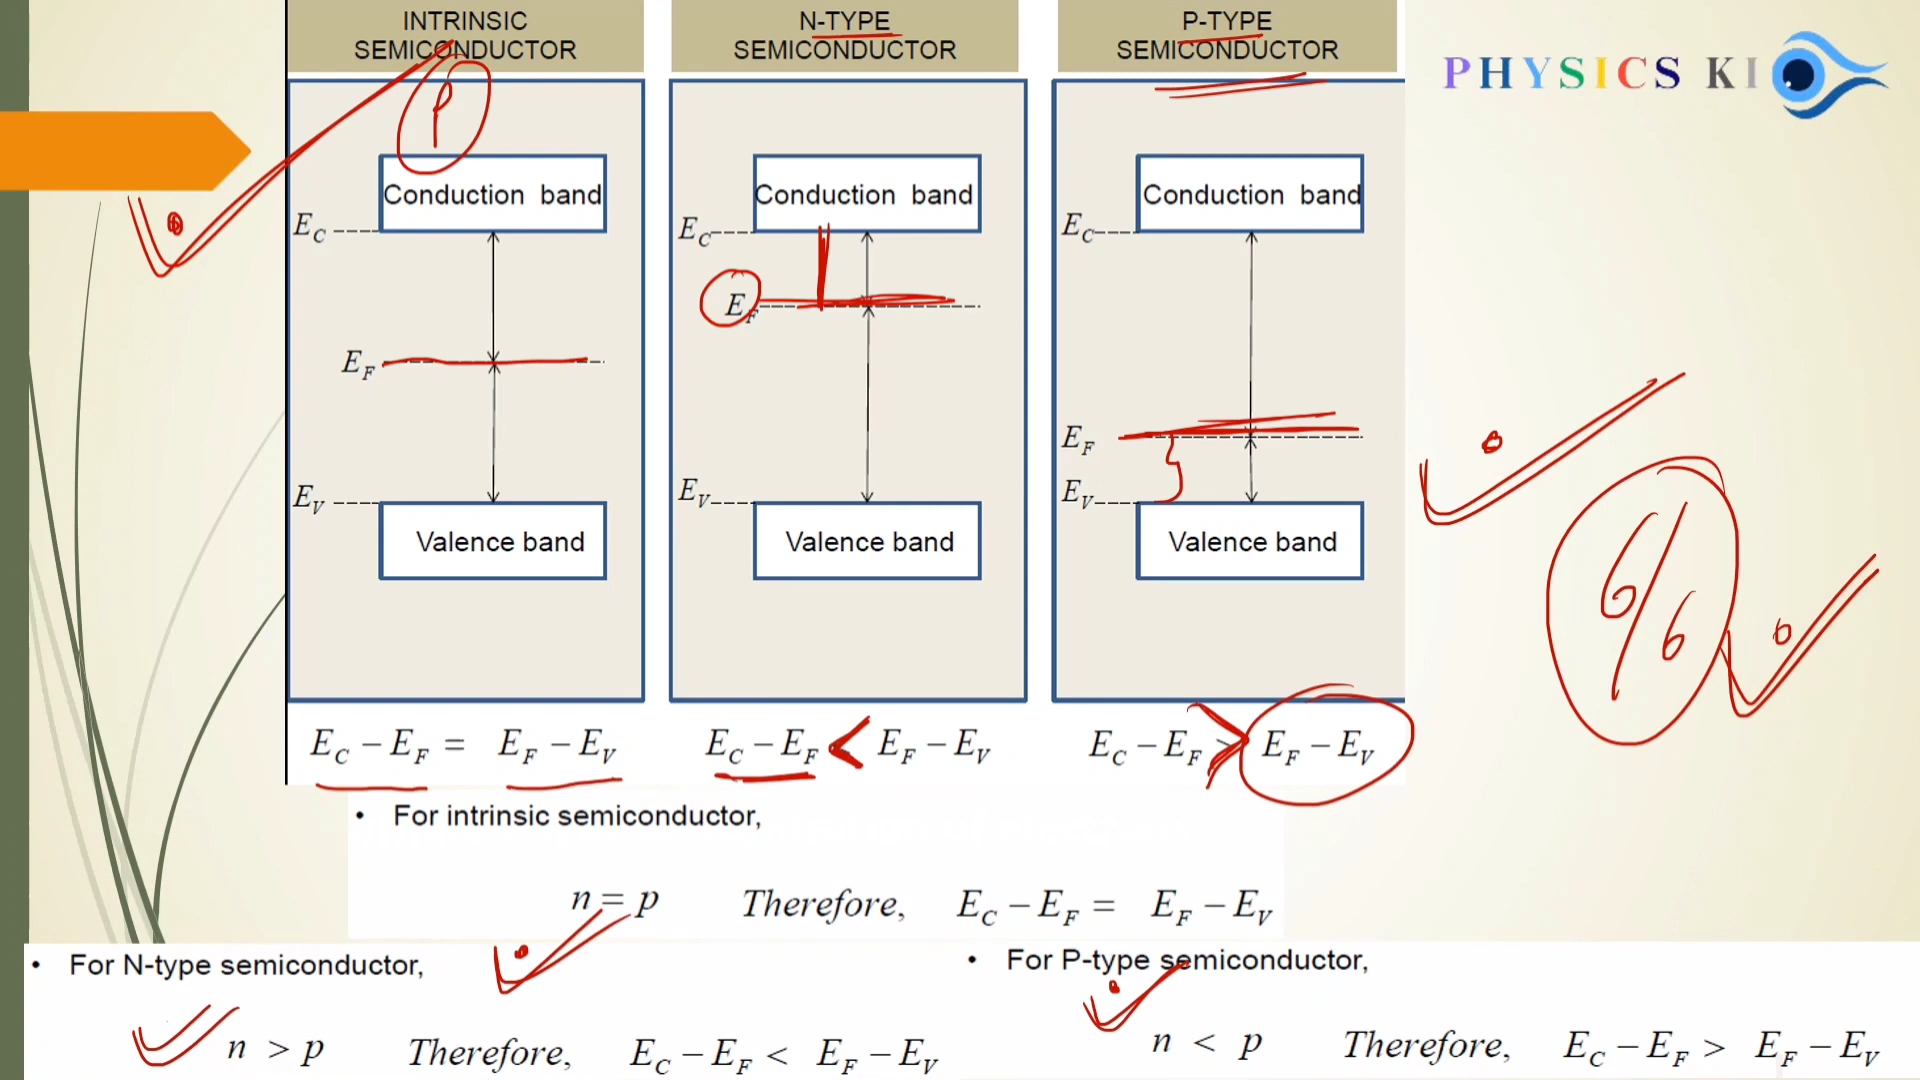 INTRINSIC
SEMICONDUCTOR
P
Conduction band
E_C
E_F
E_V
Valence band
E_C − E_F = E_F − E_V
N-TYPE
SEMICONDUCTOR
Conduction band
E_C
E_F
E_V
Valence band
E_C − E_F < E_F − E_V
P-TYPE
SEMICONDUCTOR
Conduction band
E_C
E_F
E_V
Valence band
E_C − E_F > E_F − E_V
PHYSICS KI
6/6
• For intrinsic semiconductor,
n = p Therefore, E_C − E_F = E_F − E_V
• For N-type semiconductor,
n > p Therefore, E_C − E_F < E_F − E_V
• For P-type semiconductor,
n < p Therefore, E_C − E_F > E_F − E_V